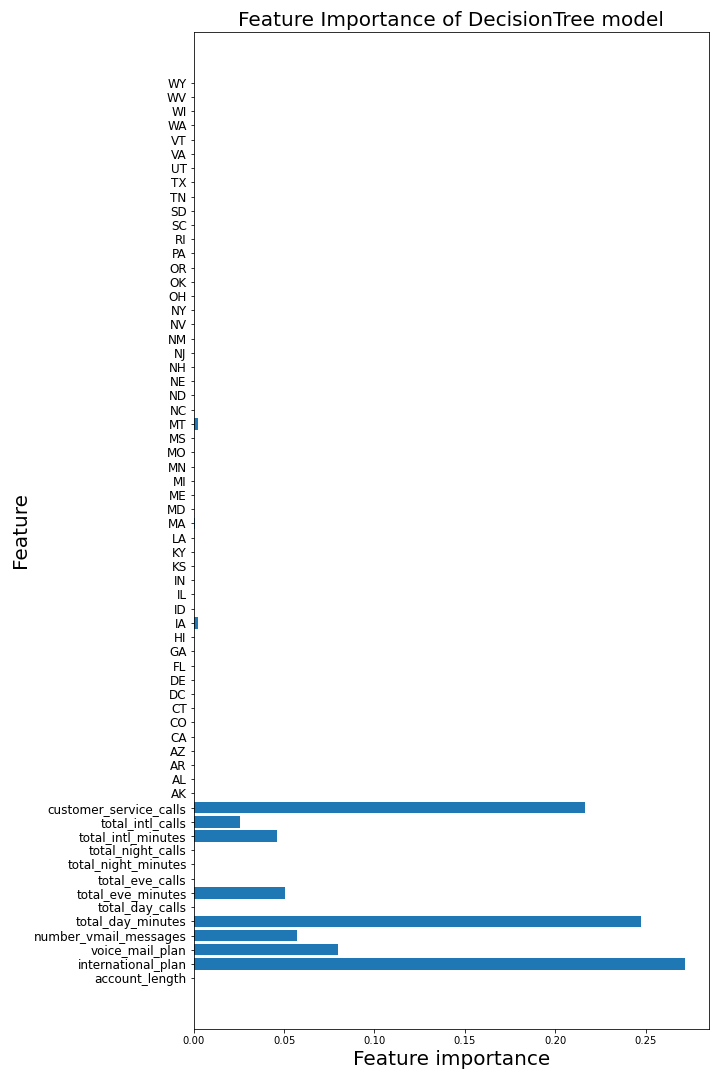 Feature Importance of DecisionTree model
WY
WV
WI
WA
VT
VA
UT
TX
TN
SD
SC
RI
PA
OR
OK
OH
NY
NV
NM
NJ
NH
NE
ND
NC
MT
MS
MO
MN
MI
ME
MD
MA
LA
KY
KS
IN
IL
ID
IA
HI
GA
FL
DE
DC
CT
CO
CA
AZ
AR
AL
AK
customer_service_calls
total_intl_calls
total_intl_minutes
total_night_calls
total_night_minutes
total_eve_calls
total_eve_minutes
total_day_calls
total_day_minutes
number_vmail_messages
voice_mail_plan
international_plan
account_length
Feature
0.00 0.05 0.10 0.15 0.20 0.25
Feature importance